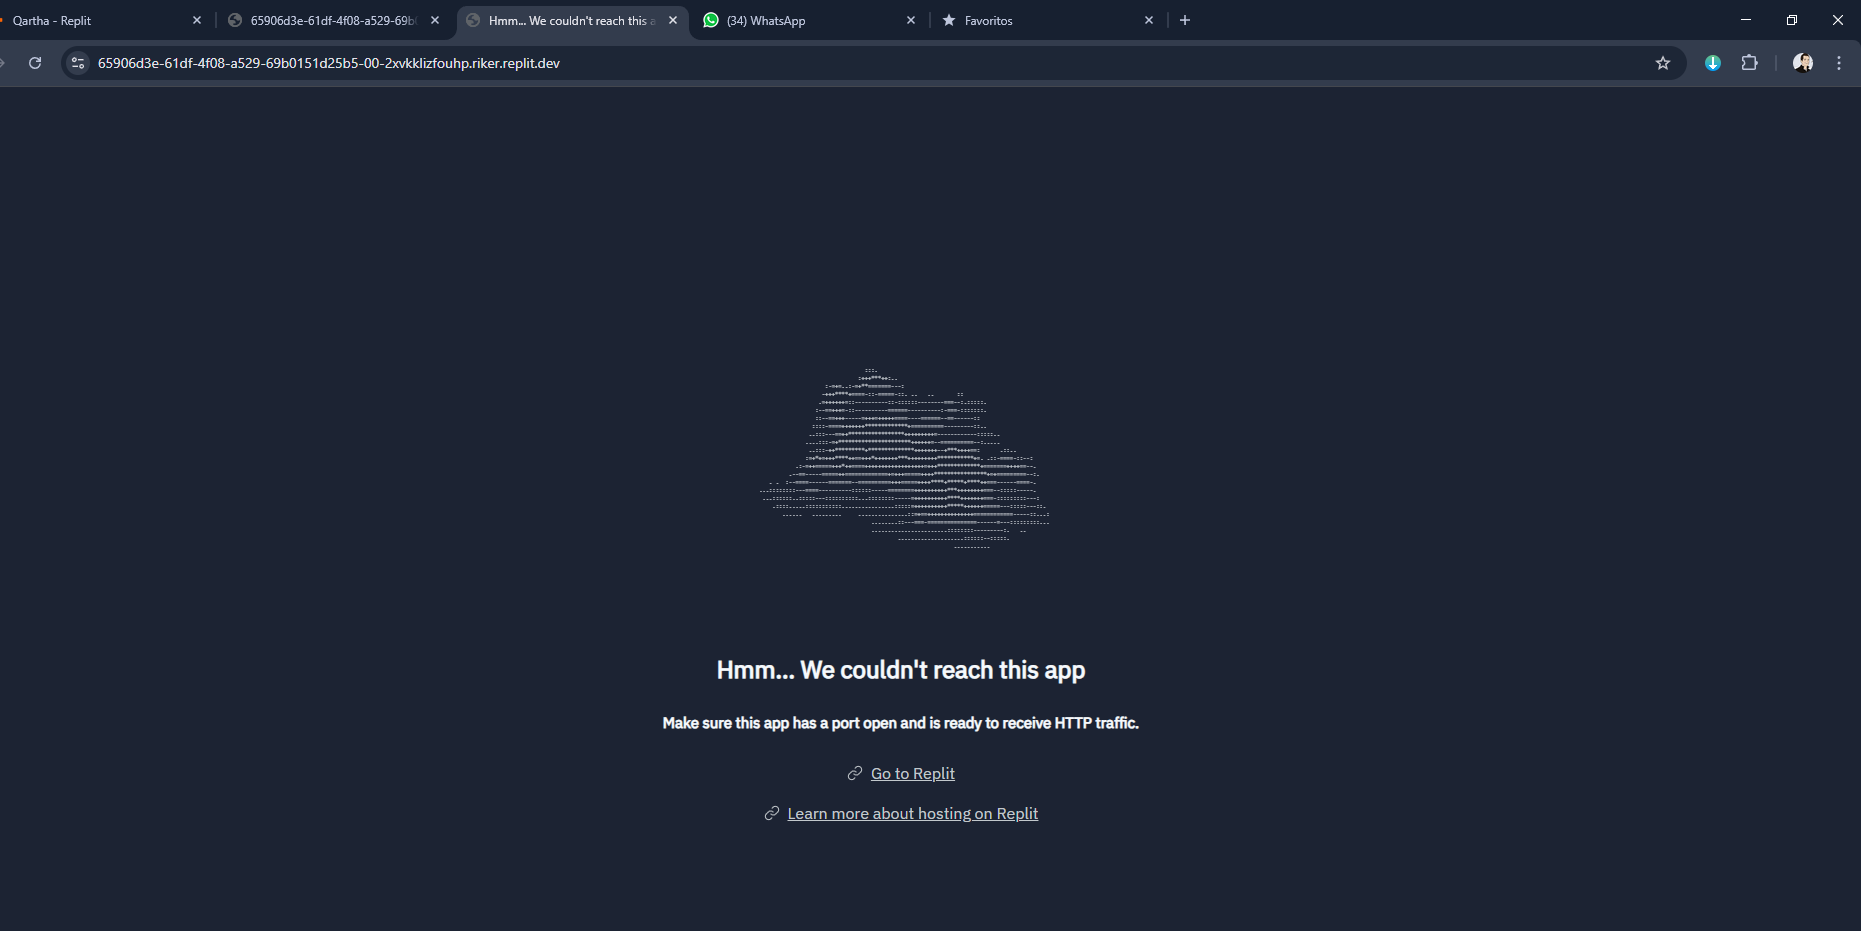 Qartha - Replit
65906d3e-61df-4f08-a529-69b
Hmm... We couldn't reach this a
(34) WhatsApp
Favoritos
65906d3e-61df-4f08-a529-69b0151d25b5-00-2xvkklizfouhp.riker.replit.dev
Hmm... We couldn't reach this app
Make sure this app has a port open and is ready to receive HTTP traffic.
Go to Replit
Learn more about hosting on Replit